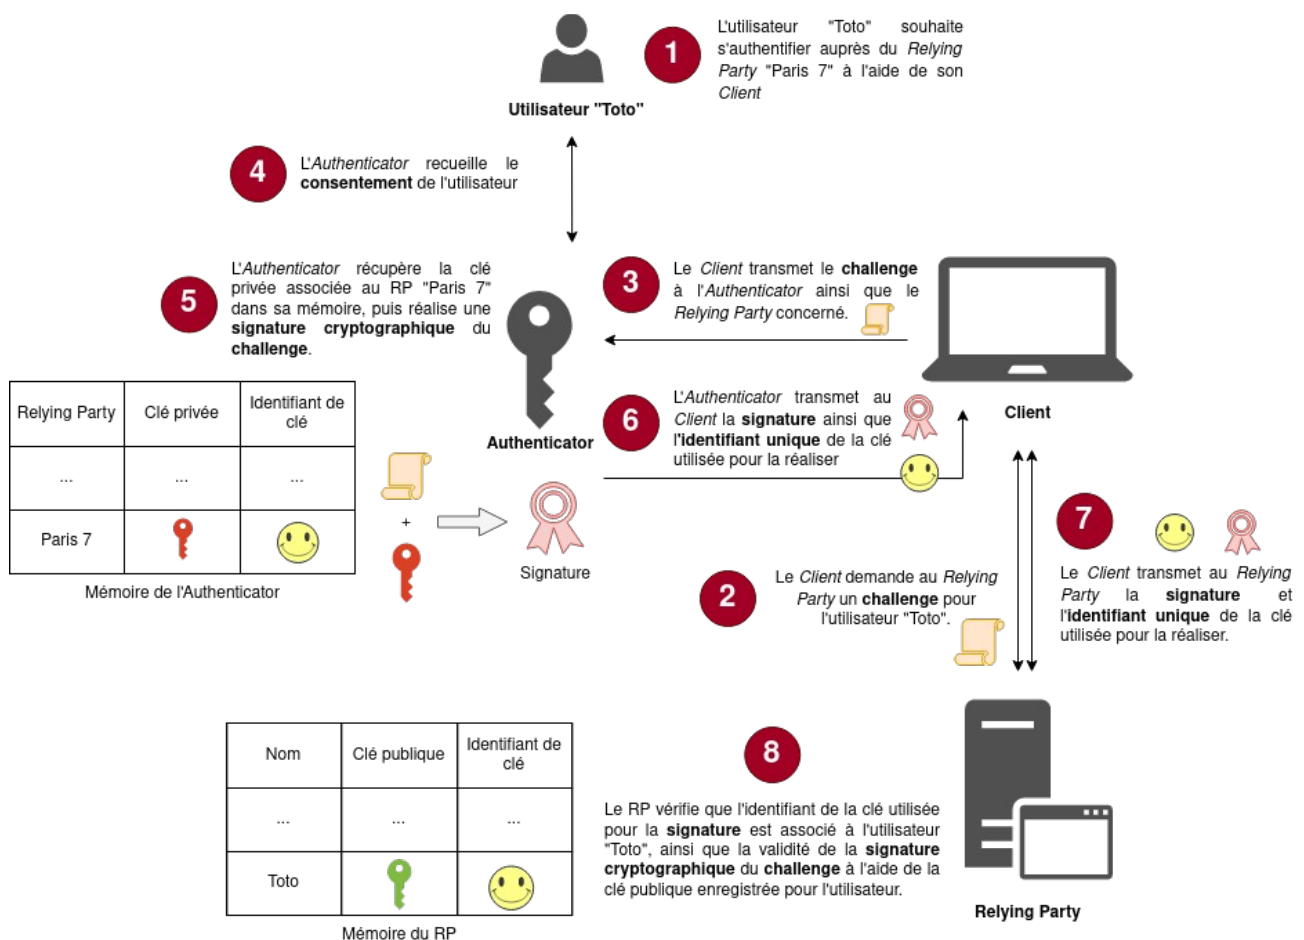 1
L'utilisateur "Toto" souhaite
s'authentifier auprès du Relying
Party "Paris 7" à l'aide de son
Client
Utilisateur "Toto"
4
L'Authenticator recueille le
consentement de l'utilisateur
5
L'Authenticator récupère la clé
privée associée au RP "Paris 7"
dans sa mémoire, puis réalise une
signature cryptographique du
challenge.
3
Le Client transmet le challenge
à l'Authenticator ainsi que le
Relying Party concerné.
Relying Party
Clé privée
Identifiant de
clé
...
...
...
Paris 7
Mémoire de l'Authenticator
+
Signature
Authenticator
6
L'Authenticator transmet au
Client la signature ainsi que
l'identifiant unique de la clé
utilisée pour la réaliser
Client
2
Le Client demande au Relying
Party un challenge pour
l'utilisateur "Toto".
7
Le Client transmet au Relying
Party la signature et
l'identifiant unique de la clé
utilisée pour la réaliser.
Nom
Clé publique
Identifiant de
clé
...
...
...
Toto
Mémoire du RP
8
Le RP vérifie que l'identifiant de la clé utilisée
pour la signature est associé à l'utilisateur
"Toto", ainsi que la validité de la signature
cryptographique du challenge à l'aide de la
clé publique enregistrée pour l'utilisateur.
Relying Party